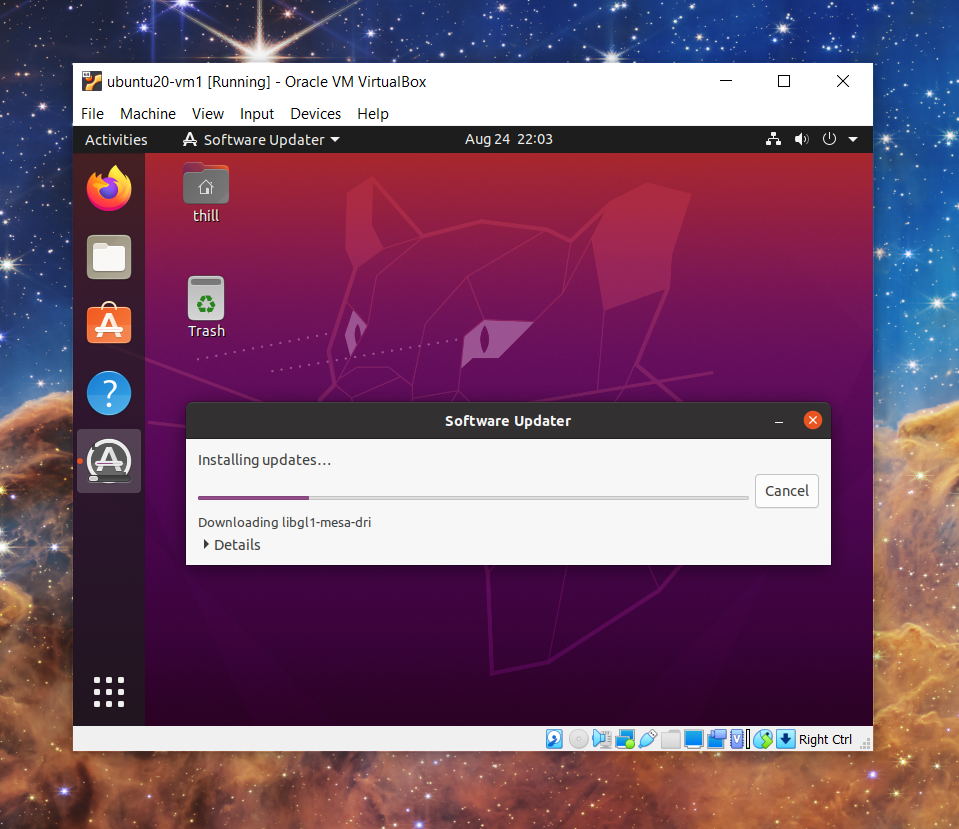 ubuntu20-vm1 [Running] - Oracle VM VirtualBox
File Machine View Input Devices Help
Activities Software Updater Aug 24 22:03
thill
Trash
Software Updater
Installing updates...
Cancel
Downloading libgl1-mesa-dri
Details
Right Ctrl